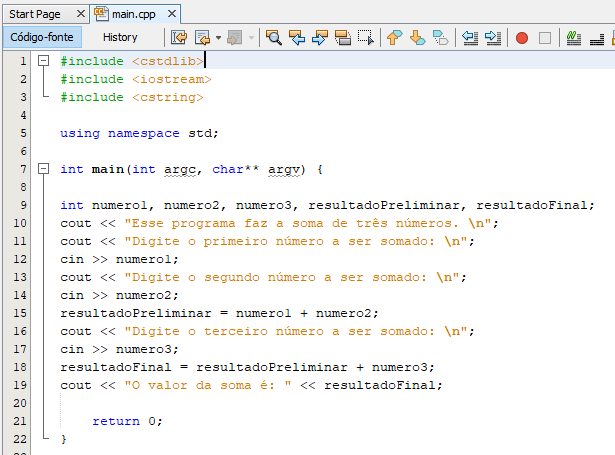 Start Page main.cpp
Código-fonte History
1 #include <cstdlib>
2 #include <iostream>
3 #include <cstring>
4
5 using namespace std;
6
7 int main(int argc, char** argv) {
8
9 int numero1, numero2, numero3, resultadoPreliminar, resultadoFinal;
10 cout << "Esse programa faz a soma de três números. \n";
11 cout << "Digite o primeiro número a ser somado: \n";
12 cin >> numero1;
13 cout << "Digite o segundo número a ser somado: \n";
14 cin >> numero2;
15 resultadoPreliminar = numero1 + numero2;
16 cout << "Digite o terceiro número a ser somado: \n";
17 cin >> numero3;
18 resultadoFinal = resultadoPreliminar + numero3;
19 cout << "O valor da soma é: " << resultadoFinal;
20
21 return 0;
22 }